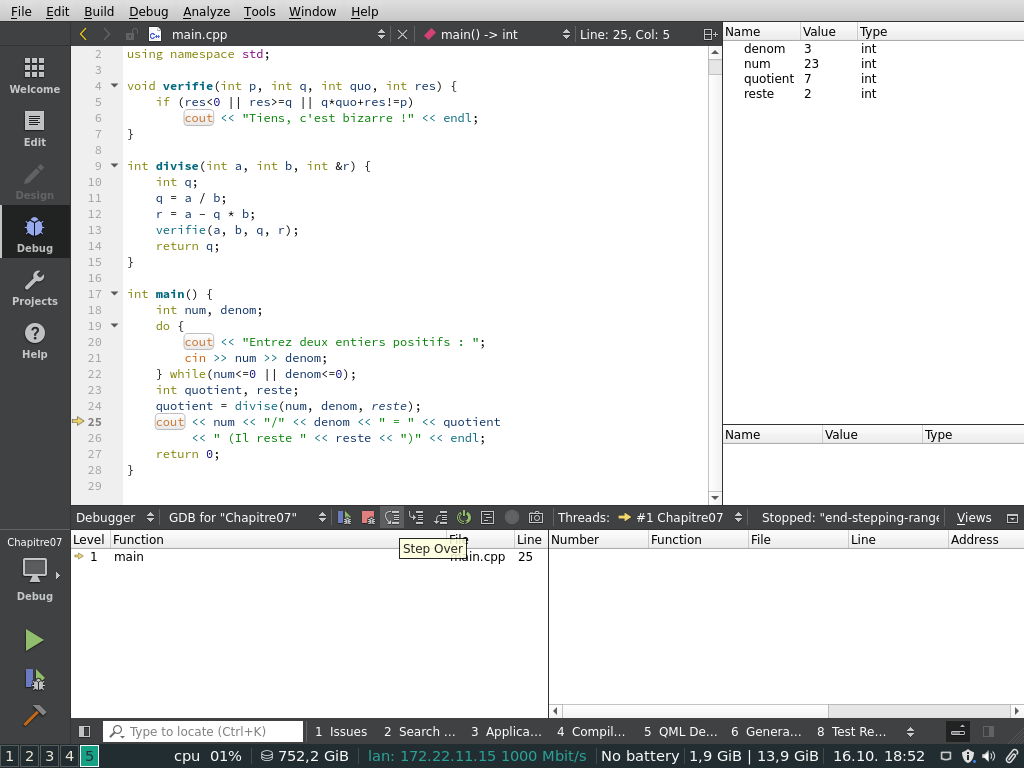 File Edit Build Debug Analyze Tools Window Help
main.cpp main() -> int Line: 25, Col: 5
Welcome
Edit
Design
Debug
Projects
Help
2 using namespace std;
3
4 void verifie(int p, int q, int quo, int res) {
5 if (res<0 || res>=q || q*quo+res!=p)
6 cout << "Tiens, c'est bizarre !" << endl;
7 }
8
9 int divise(int a, int b, int &r) {
10 int q;
11 q = a / b;
12 r = a - q * b;
13 verifie(a, b, q, r);
14 return q;
15 }
16
17 int main() {
18 int num, denom;
19 do {
20 cout << "Entrez deux entiers positifs : ";
21 cin >> num >> denom;
22 } while(num<=0 || denom<=0);
23 int quotient, reste;
24 quotient = divise(num, denom, reste);
25 cout << num << "/" << denom << " = " << quotient
26 << " (Il reste " << reste << ")" << endl;
27 return 0;
28 }
29
Name Value Type
denom 3 int
num 23 int
quotient 7 int
reste 2 int
Name Value Type
Debugger GDB for "Chapitre07" Threads: #1 Chapitre07 Stopped: "end-stepping-range Views
Chapitre07
Debug
Level Function File Line
1 main main.cpp 25
Step Over
Number Function File Line Address
Type to locate (Ctrl+K) 1 Issues 2 Search ... 3 Applica... 4 Compil... 5 QML De... 6 Genera... 8 Test Re...
1 2 3 4 5 cpu 01% 752,2 GiB lan: 172.22.11.15 1000 Mbit/s No battery 1,9 GiB | 13,9 GiB 16.10. 18:52